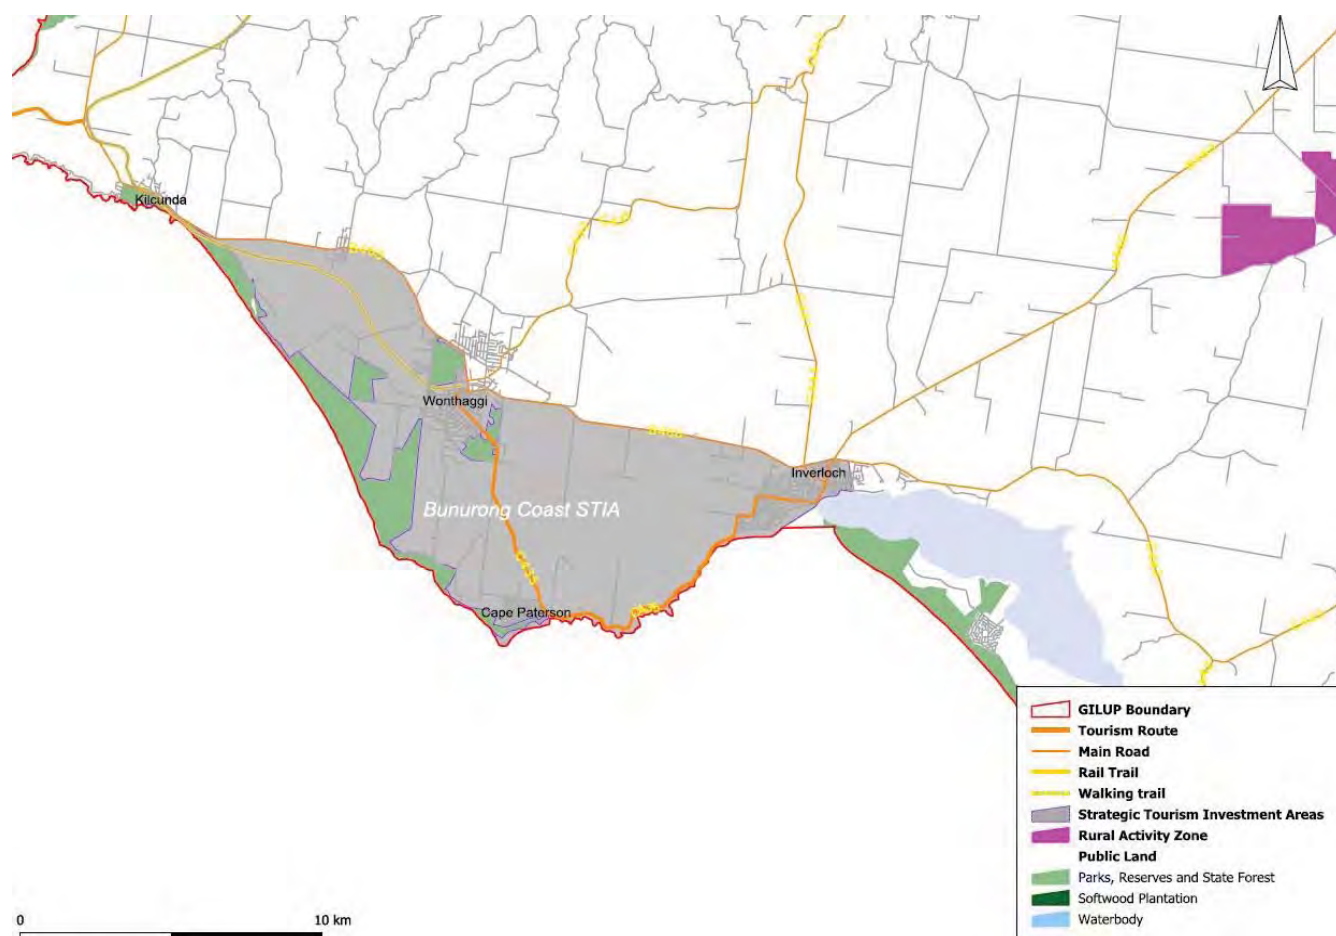 Kilcunda
Wonthaggi
Inverloch
Bunurong Coast STIA
Cape Paterson
GILUP Boundary
Tourism Route
Main Road
Rail Trail
Walking trail
Strategic Tourism Investment Areas
Rural Activity Zone
Public Land
Parks, Reserves and State Forest
Softwood Plantation
Waterbody
0
10 km